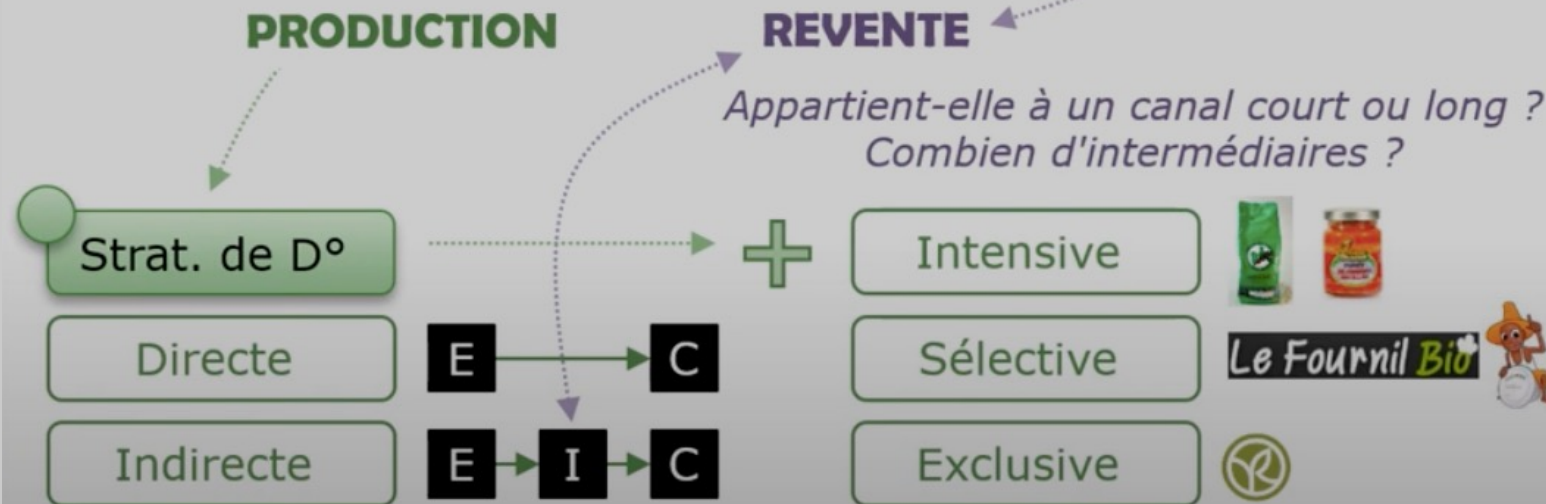 PRODUCTION
REVENTE
Appartient-elle à un canal court ou long ?
Combien d'intermédiaires ?
Strat. de D°
Intensive
Directe
E
C
Sélective
Le Fournil Bio
Indirecte
E
I
C
Exclusive